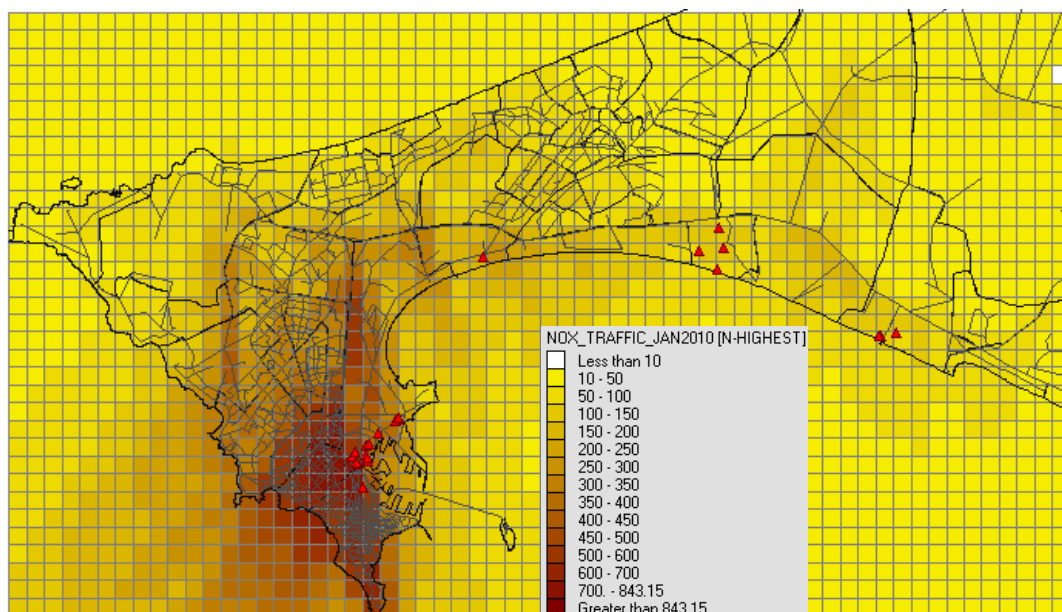 NOX_TRAFFIC_JAN2010 [N-HIGHEST]
Less than 10
10 - 50
50 - 100
100 - 150
150 - 200
200 - 250
250 - 300
300 - 350
350 - 400
400 - 450
450 - 500
500 - 600
600 - 700
700. - 843.15
Greater than 843.15